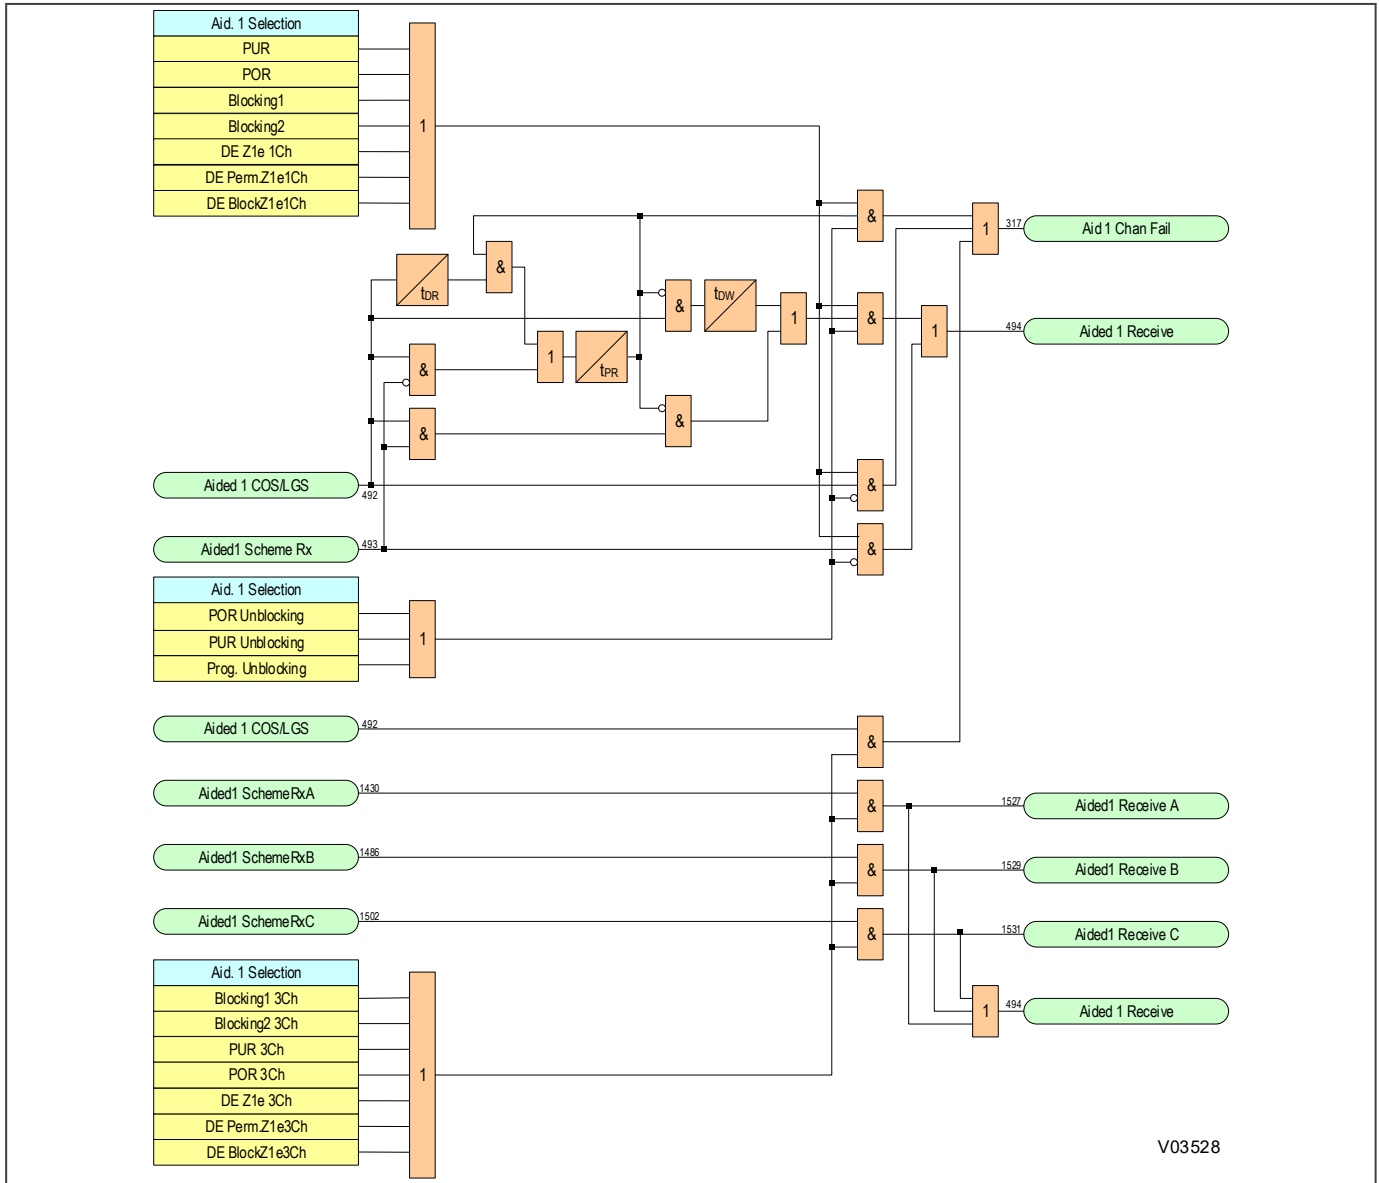 Aid. 1 Selection
PUR
POR
Blocking1
Blocking2
DE Z1e 1Ch
DE Perm.Z1e1Ch
DE BlockZ1e1Ch
1
&
1
317
Aid 1 Chan Fail
tDR
&
&
tDW
1
&
1
494
Aided 1 Receive
&
1
tPR
&
&
Aided 1 COS/LGS
492
&
Aided1 Scheme Rx
493
&
Aid. 1 Selection
POR Unblocking
PUR Unblocking
Prog. Unblocking
1
Aided 1 COS/LGS
492
&
Aided1 SchemeRxA
1430
&
1527
Aided1 Receive A
Aided1 SchemeRxB
1486
&
1529
Aided1 Receive B
Aided1 SchemeRxC
1502
&
1531
Aided1 Receive C
Aid. 1 Selection
Blocking1 3Ch
Blocking2 3Ch
PUR 3Ch
POR 3Ch
DE Z1e 3Ch
DE Perm.Z1e3Ch
DE BlockZ1e3Ch
1
1
494
Aided 1 Receive
V03528